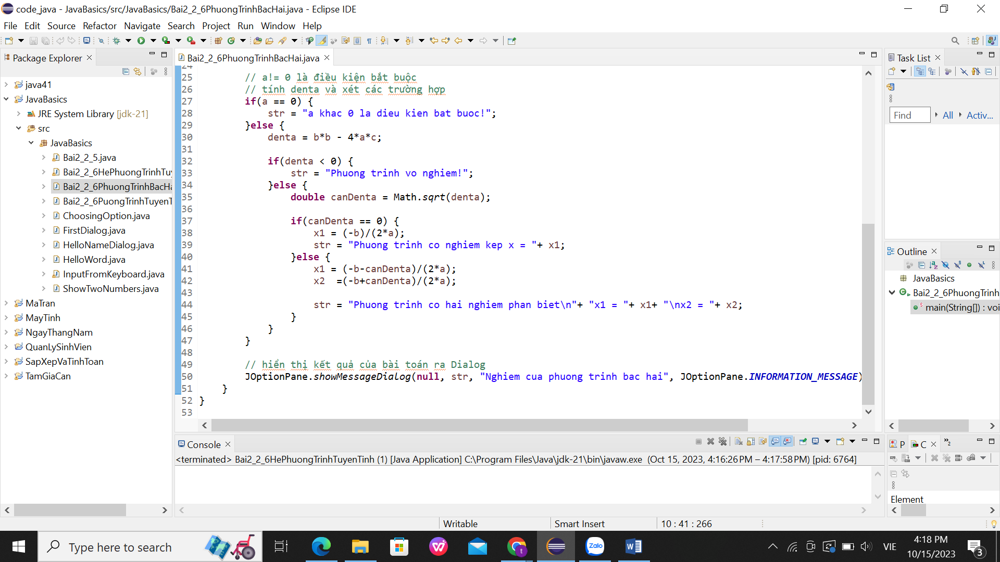 code_java - JavaBasics/src/JavaBasics/Bai2_2_6PhuongTrinhBacHai.java - Eclipse IDE
File Edit Source Refactor Navigate Search Project Run Window Help
Package Explorer
java41
JavaBasics
JRE System Library [jdk-21]
src
JavaBasics
Bai2_2_5.java
Bai2_2_6HePhuongTrinhTu
Bai2_2_6PhuongTrinhBacHa
Bai2_2_6PuongTrinhTuyenT
ChoosingOption.java
FirstDialog.java
HelloNameDialog.java
HelloWord.java
InputFromKeyboard.java
ShowTwoNumbers.java
MaTran
MayTinh
NgayThangNam
QuanLySinhVien
SapXepVaTinhToan
TamGiaCan
Bai2_2_6PhuongTrinhBacHai.java
24
25 // a!= 0 là điều kiện bắt buộc
26 // tính denta và xét các trường hợp
27 if(a == 0) {
28 str = "a khac 0 la dieu kien bat buoc!";
29 }else {
30 denta = b*b - 4*a*c;
31
32 if(denta < 0) {
33 str = "Phuong trinh vo nghiem!";
34 }else {
35 double canDenta = Math.sqrt(denta);
36
37 if(canDenta == 0) {
38 x1 = (-b)/(2*a);
39 str = "Phuong trinh co nghiem kep x = "+ x1;
40 }else {
41 x1 = (-b-canDenta)/(2*a);
42 x2  =(-b+canDenta)/(2*a);
43
44 str = "Phuong trinh co hai nghiem phan biet\n"+ "x1 = "+ x1+ "\nx2 = "+ x2;
45 }
46 }
47 }
48
49 // hiển thị kết quả của bài toán ra Dialog
50 JOptionPane.showMessageDialog(null, str, "Nghiem cua phuong trinh bac hai", JOptionPane.INFORMATION_MESSAGE)
51 }
52 }
53
Console
<terminated> Bai2_2_6HePhuongTrinhTuyenTinh (1) [Java Application] C:\Program Files\Java\jdk-21\bin\javaw.exe (Oct 15, 2023, 4:16:26 PM – 4:17:58 PM) [pid: 6764]
Task List
Find All Activ...
Outline
JavaBasics
Bai2_2_6PhuongTrinh
main(String[]) : voi
P C 2
Element
Writable Smart Insert 10 : 41 : 266
Type here to search
Zalo
VIE
4:18 PM
10/15/2023
3